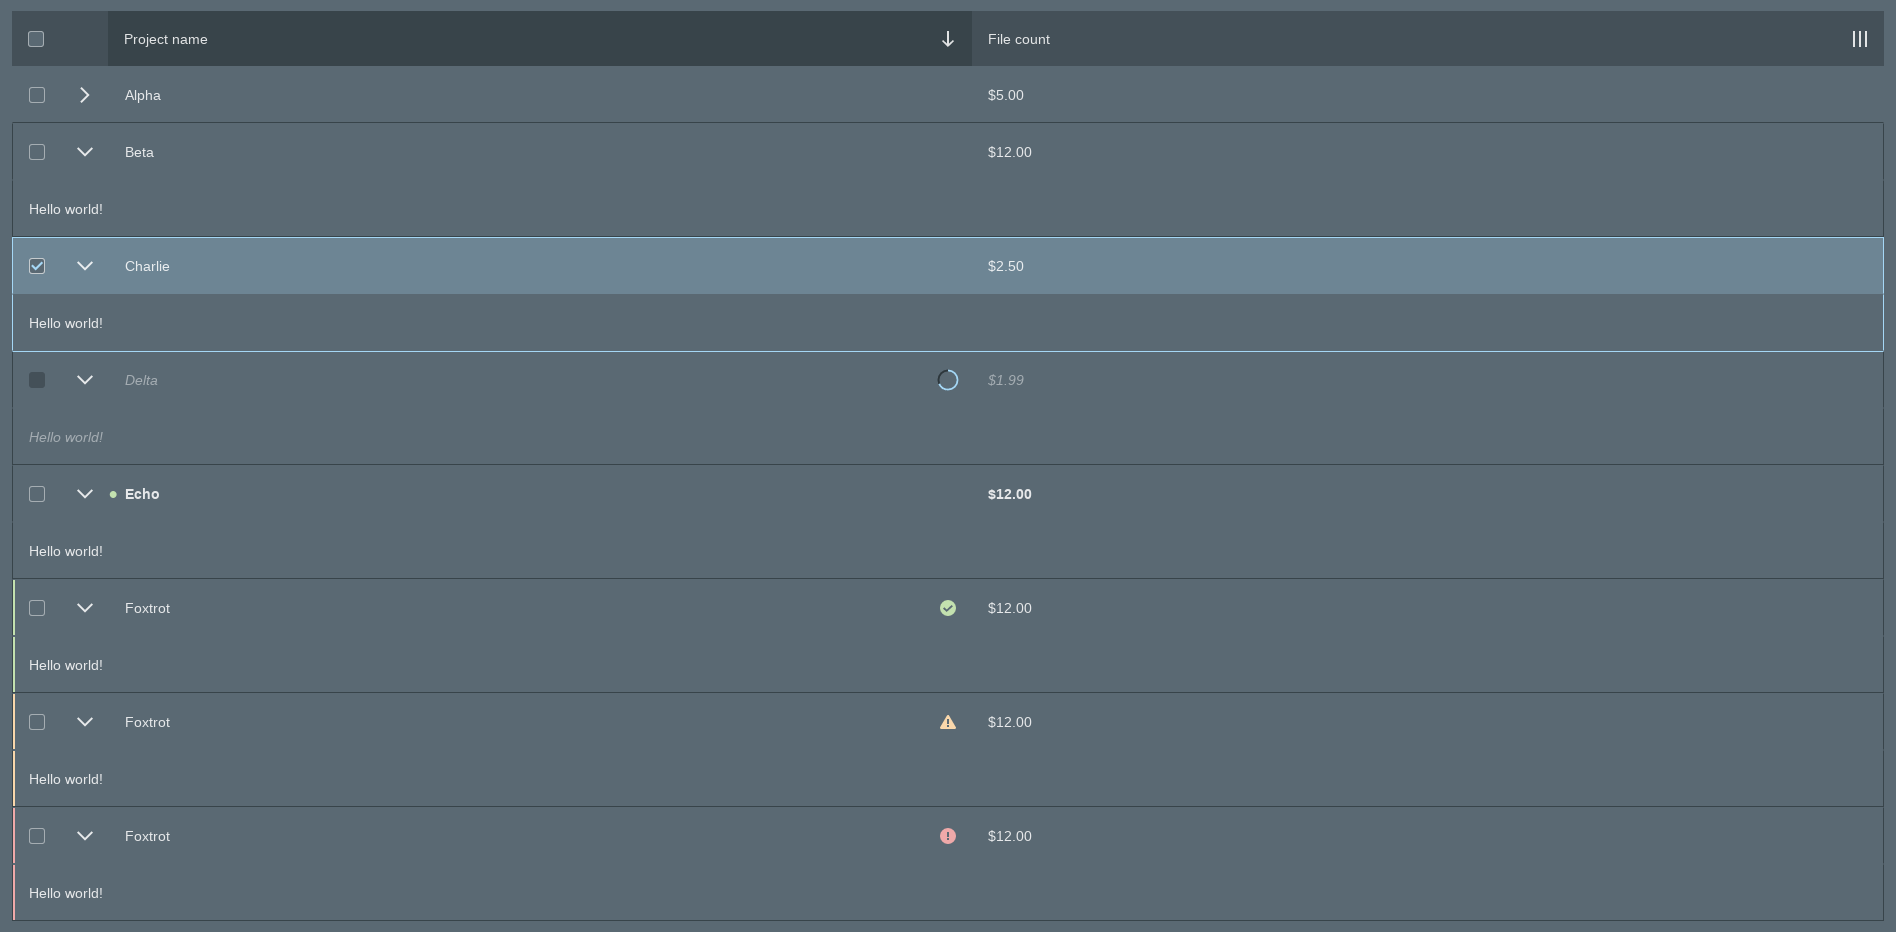 Project name File count
Alpha $5.00
Beta $12.00
Hello world!
Charlie $2.50
Hello world!
Delta $1.99
Hello world!
Echo $12.00
Hello world!
Foxtrot $12.00
Hello world!
Foxtrot $12.00
Hello world!
Foxtrot $12.00
Hello world!